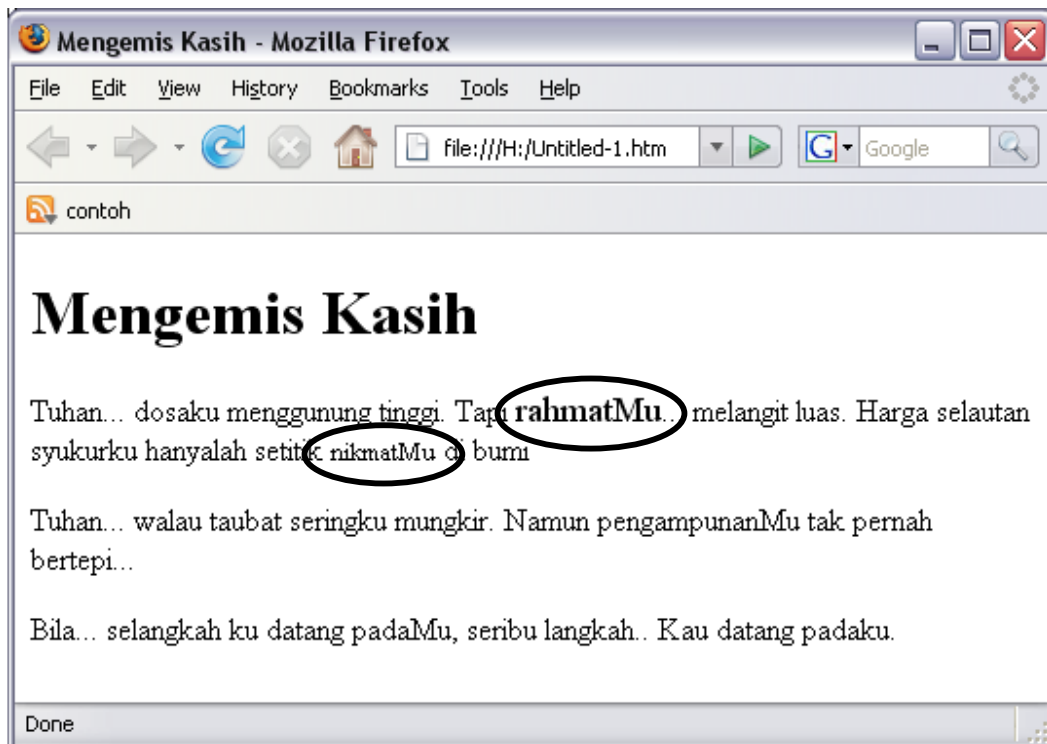 Mengemis Kasih - Mozilla Firefox
File Edit View History Bookmarks Tools Help
file:///H:/Untitled-1.htm G Google
contoh
Mengemis Kasih
Tuhan... dosaku menggunung tinggi. Tapi rahmatMu... melangit luas. Harga selautan
syukurku hanyalah setitik nikmatMu di bumi
Tuhan... walau taubat seringku mungkir. Namun pengampunanMu tak pernah
bertepi...
Bila... selangkah ku datang padaMu, seribu langkah.. Kau datang padaku.
Done